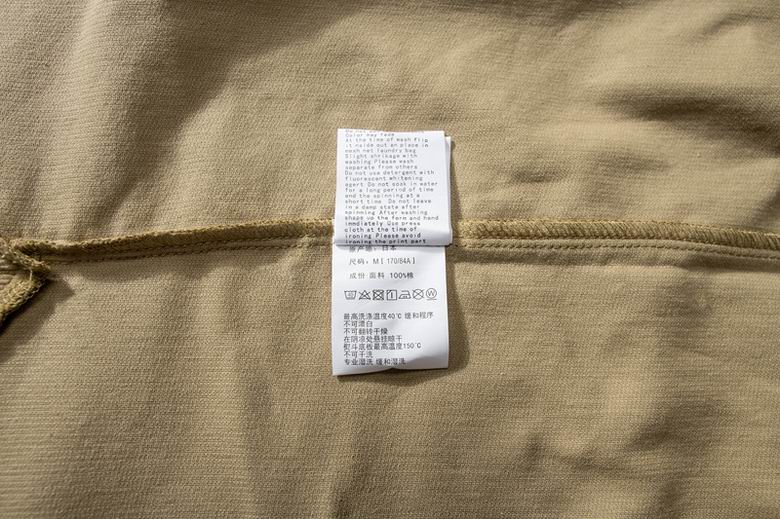 Color may fade
At the time of wash flip
it inside out an place in
mesh net laundry bag
Slight shrikage with
washing Please wash
separate from others
Do not use detergent with
fluorescent whitening
agert Do not soak in water
for a long period of time
end the spinning at a
short time Do not leave
in a damp state after
spinning After washing
shape up the form and hand
immdiately Use press
cloth at the time of
ironing Please avoid
ironing the print part
原产地: 日本
尺码: M [ 170/84A ]
成份 面料 100%棉
最高洗涤温度40℃ 缓和程序
不可漂白
不可翻转干燥
在阴凉处悬挂晾干
熨斗底板最高温度150℃
不可干洗
专业湿洗 缓和湿洗